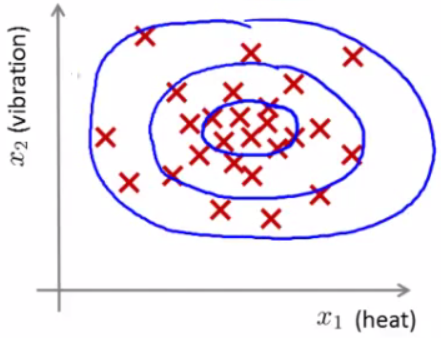 x₂ (vibration)
x₁ (heat)